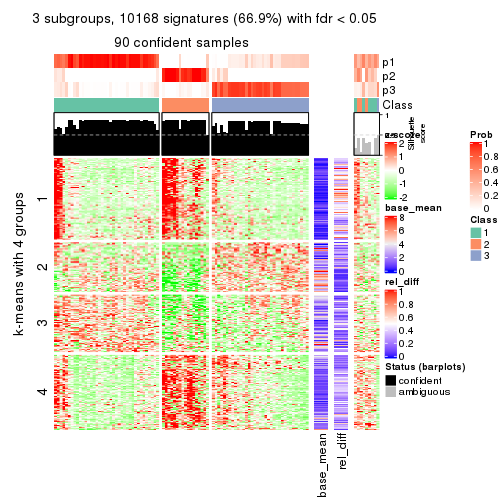 3 subgroups, 10168 signatures (66.9%) with fdr < 0.05
90 confident samples
p1
p2
p3
Class
1
Silhouette
score
k-means with 4 groups
1
2
3
4
base_mean
rel_diff
z-score
2
1
0
-1
-2
base_mean
8
6
4
2
0
rel_diff
1
0.8
0.6
0.4
0.2
0
Status (barplots)
confident
ambiguous
Prob
1
0.8
0.6
0.4
0.2
0
Class
1
2
3